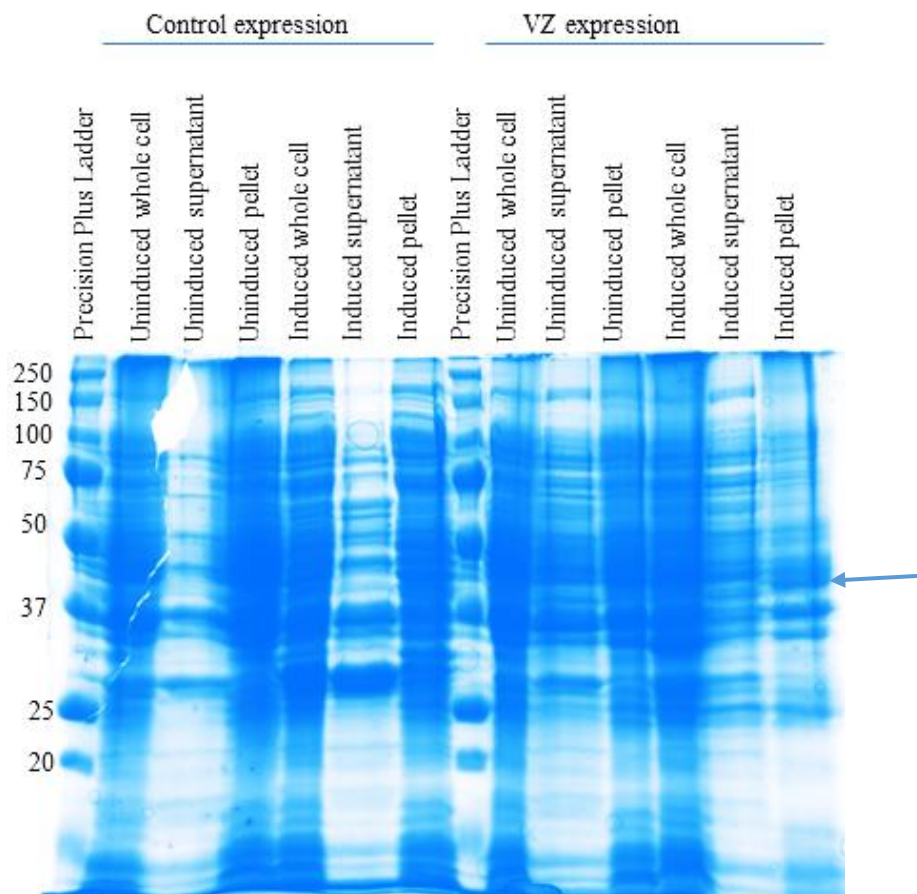 Control expression
VZ expression
Precision Plus Ladder
Uninduced whole cell
Uninduced supernatant
Uninduced pellet
Induced whole cell
Induced supernatant
Induced pellet
Precision Plus Ladder
Uninduced whole cell
Uninduced supernatant
Uninduced pellet
Induced whole cell
Induced supernatant
Induced pellet
250
150
100
75
50
37
25
20